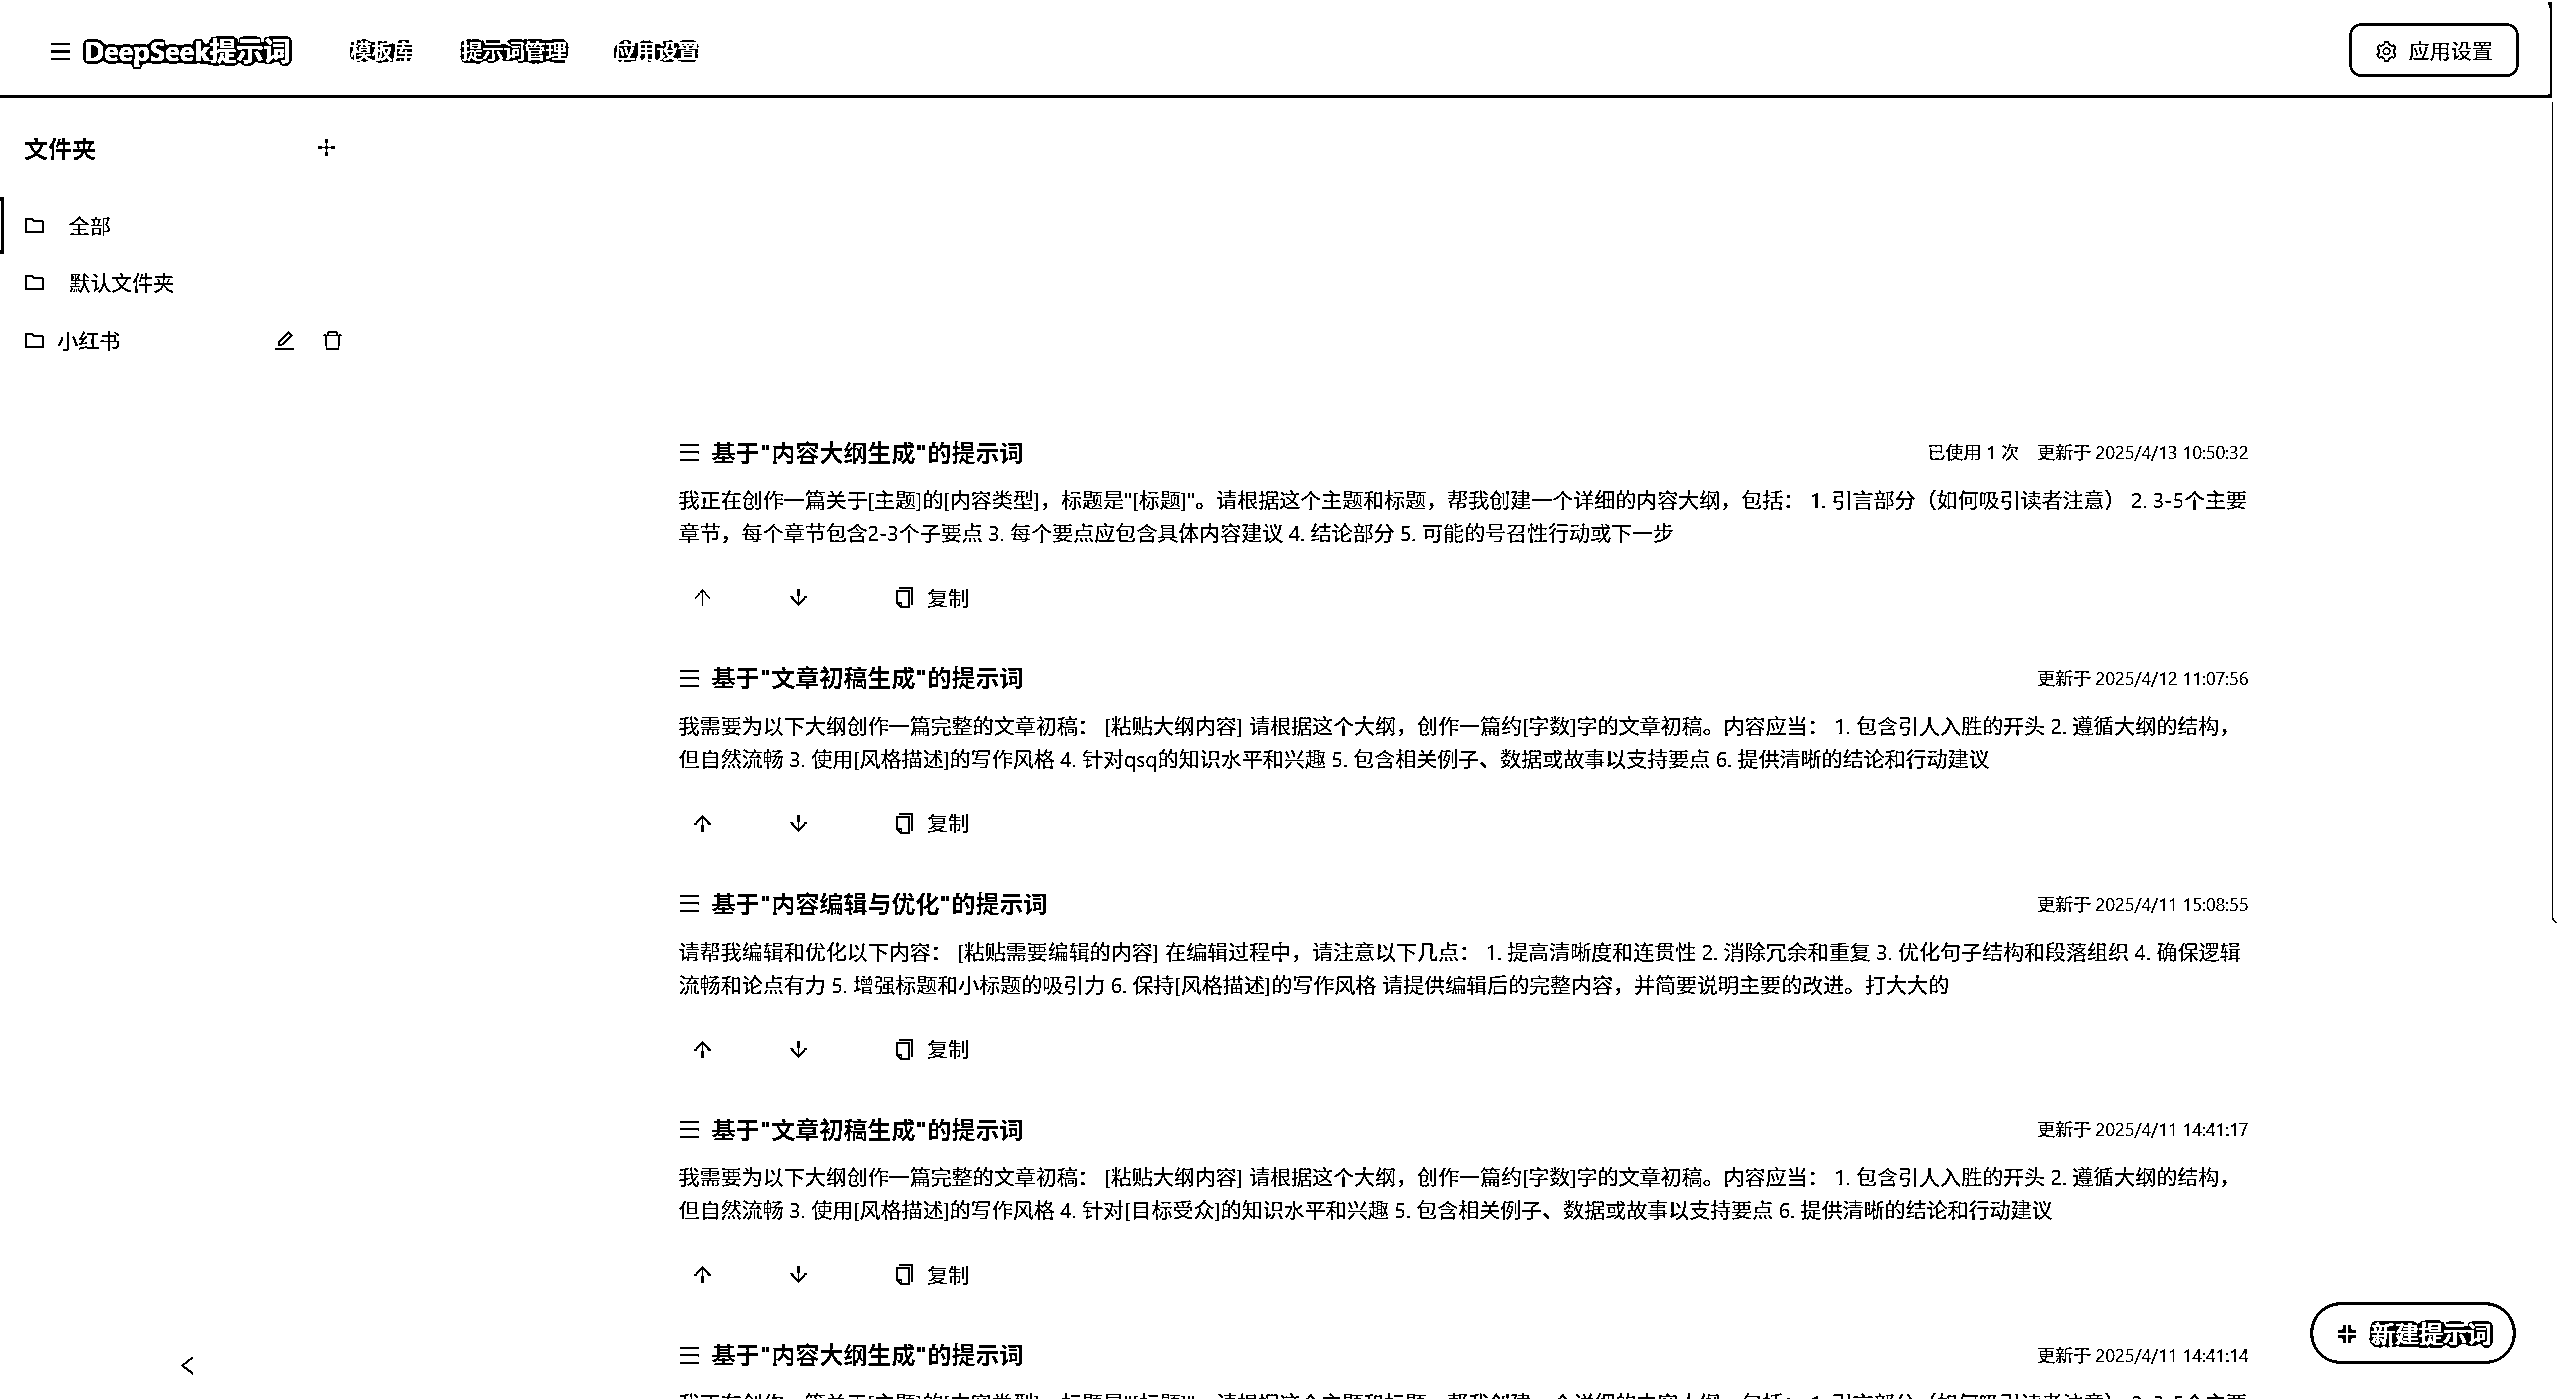 DeepSeek提示词
模板库
提示词管理
应用设置
应用设置
文件夹
全部
默认文件夹
小红书
基于"内容大纲生成"的提示词
已使用 1 次 更新于 2025/4/13 10:50:32
我正在创作一篇关于[主题]的[内容类型]，标题是"[标题]"。请根据这个主题和标题，帮我创建一个详细的内容大纲，包括： 1. 引言部分（如何吸引读者注意） 2. 3-5个主要
章节，每个章节包含2-3个子要点 3. 每个要点应包含具体内容建议 4. 结论部分 5. 可能的号召性行动或下一步
复制
基于"文章初稿生成"的提示词
更新于 2025/4/12 11:07:56
我需要为以下大纲创作一篇完整的文章初稿： [粘贴大纲内容] 请根据这个大纲，创作一篇约[字数]字的文章初稿。内容应当： 1. 包含引人入胜的开头 2. 遵循大纲的结构，
但自然流畅 3. 使用[风格描述]的写作风格 4. 针对qsq的知识水平和兴趣 5. 包含相关例子、数据或故事以支持要点 6. 提供清晰的结论和行动建议
复制
基于"内容编辑与优化"的提示词
更新于 2025/4/11 15:08:55
请帮我编辑和优化以下内容： [粘贴需要编辑的内容] 在编辑过程中，请注意以下几点： 1. 提高清晰度和连贯性 2. 消除冗余和重复 3. 优化句子结构和段落组织 4. 确保逻辑
流畅和论点有力 5. 增强标题和小标题的吸引力 6. 保持[风格描述]的写作风格 请提供编辑后的完整内容，并简要说明主要的改进。打大大的
复制
基于"文章初稿生成"的提示词
更新于 2025/4/11 14:41:17
我需要为以下大纲创作一篇完整的文章初稿： [粘贴大纲内容] 请根据这个大纲，创作一篇约[字数]字的文章初稿。内容应当： 1. 包含引人入胜的开头 2. 遵循大纲的结构，
但自然流畅 3. 使用[风格描述]的写作风格 4. 针对[目标受众]的知识水平和兴趣 5. 包含相关例子、数据或故事以支持要点 6. 提供清晰的结论和行动建议
复制
基于"内容大纲生成"的提示词
更新于 2025/4/11 14:41:14
新建提示词